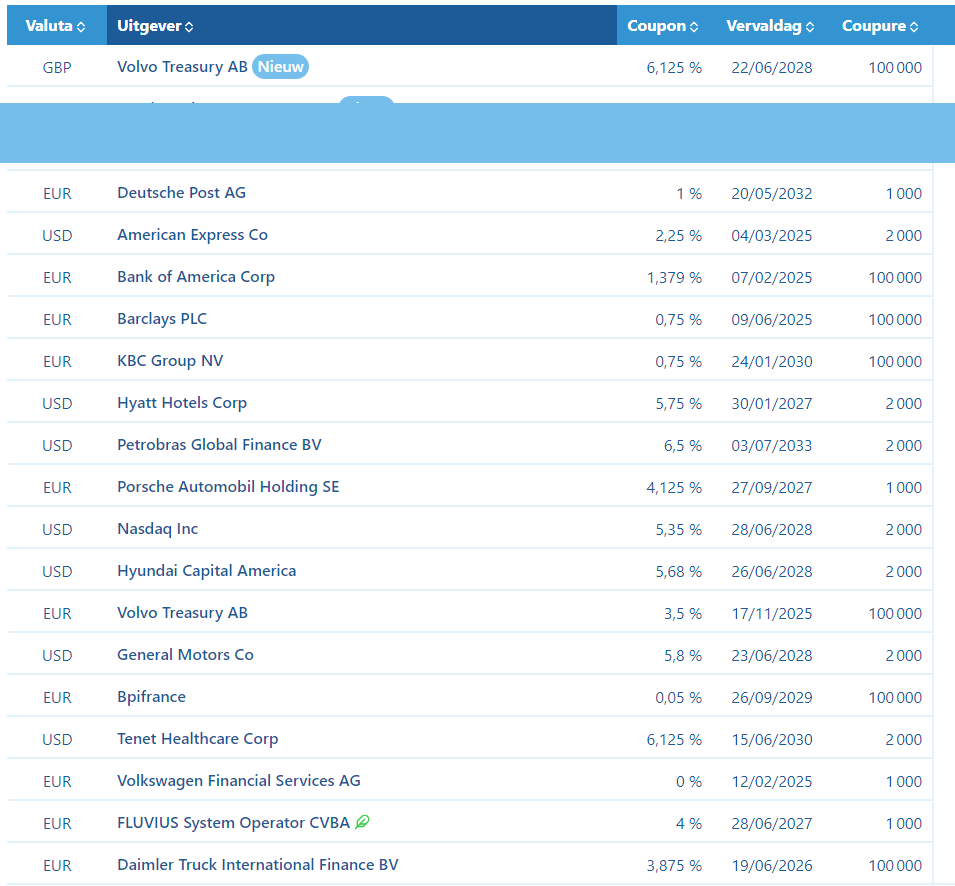 Valuta Uitgever Coupon Vervaldag Coupure
GBP Volvo Treasury AB Nieuw 6,125 % 22/06/2028 100 000
EUR Deutsche Post AG 1 % 20/05/2032 1 000
USD American Express Co 2,25 % 04/03/2025 2 000
EUR Bank of America Corp 1,379 % 07/02/2025 100 000
EUR Barclays PLC 0,75 % 09/06/2025 100 000
EUR KBC Group NV 0,75 % 24/01/2030 100 000
USD Hyatt Hotels Corp 5,75 % 30/01/2027 2 000
USD Petrobras Global Finance BV 6,5 % 03/07/2033 2 000
EUR Porsche Automobil Holding SE 4,125 % 27/09/2027 1 000
USD Nasdaq Inc 5,35 % 28/06/2028 2 000
USD Hyundai Capital America 5,68 % 26/06/2028 2 000
EUR Volvo Treasury AB 3,5 % 17/11/2025 100 000
USD General Motors Co 5,8 % 23/06/2028 2 000
EUR Bpifrance 0,05 % 26/09/2029 100 000
USD Tenet Healthcare Corp 6,125 % 15/06/2030 2 000
EUR Volkswagen Financial Services AG 0 % 12/02/2025 1 000
EUR FLUVIUS System Operator CVBA 4 % 28/06/2027 1 000
EUR Daimler Truck International Finance BV 3,875 % 19/06/2026 100 000